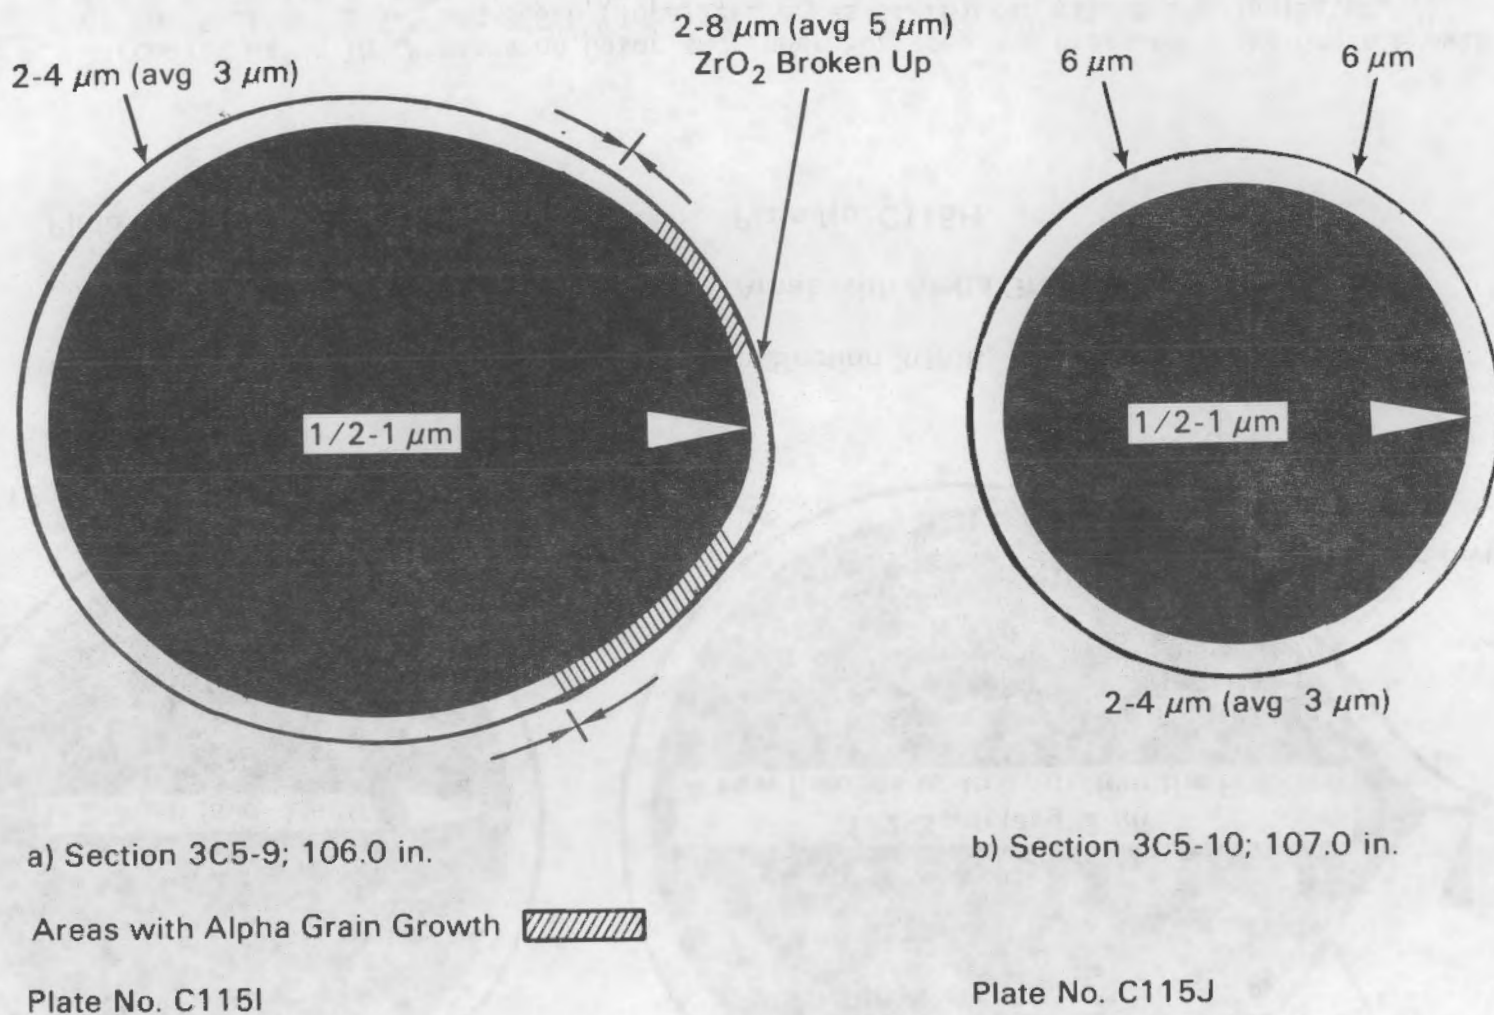 2-4 μm (avg 3 μm)
2-8 μm (avg 5 μm)
ZrO₂ Broken Up
6 μm
6 μm
1/2-1 μm
1/2-1 μm
2-4 μm (avg 3 μm)
a) Section 3C5-9; 106.0 in.
b) Section 3C5-10; 107.0 in.
Areas with Alpha Grain Growth
Plate No. C115I
Plate No. C115J